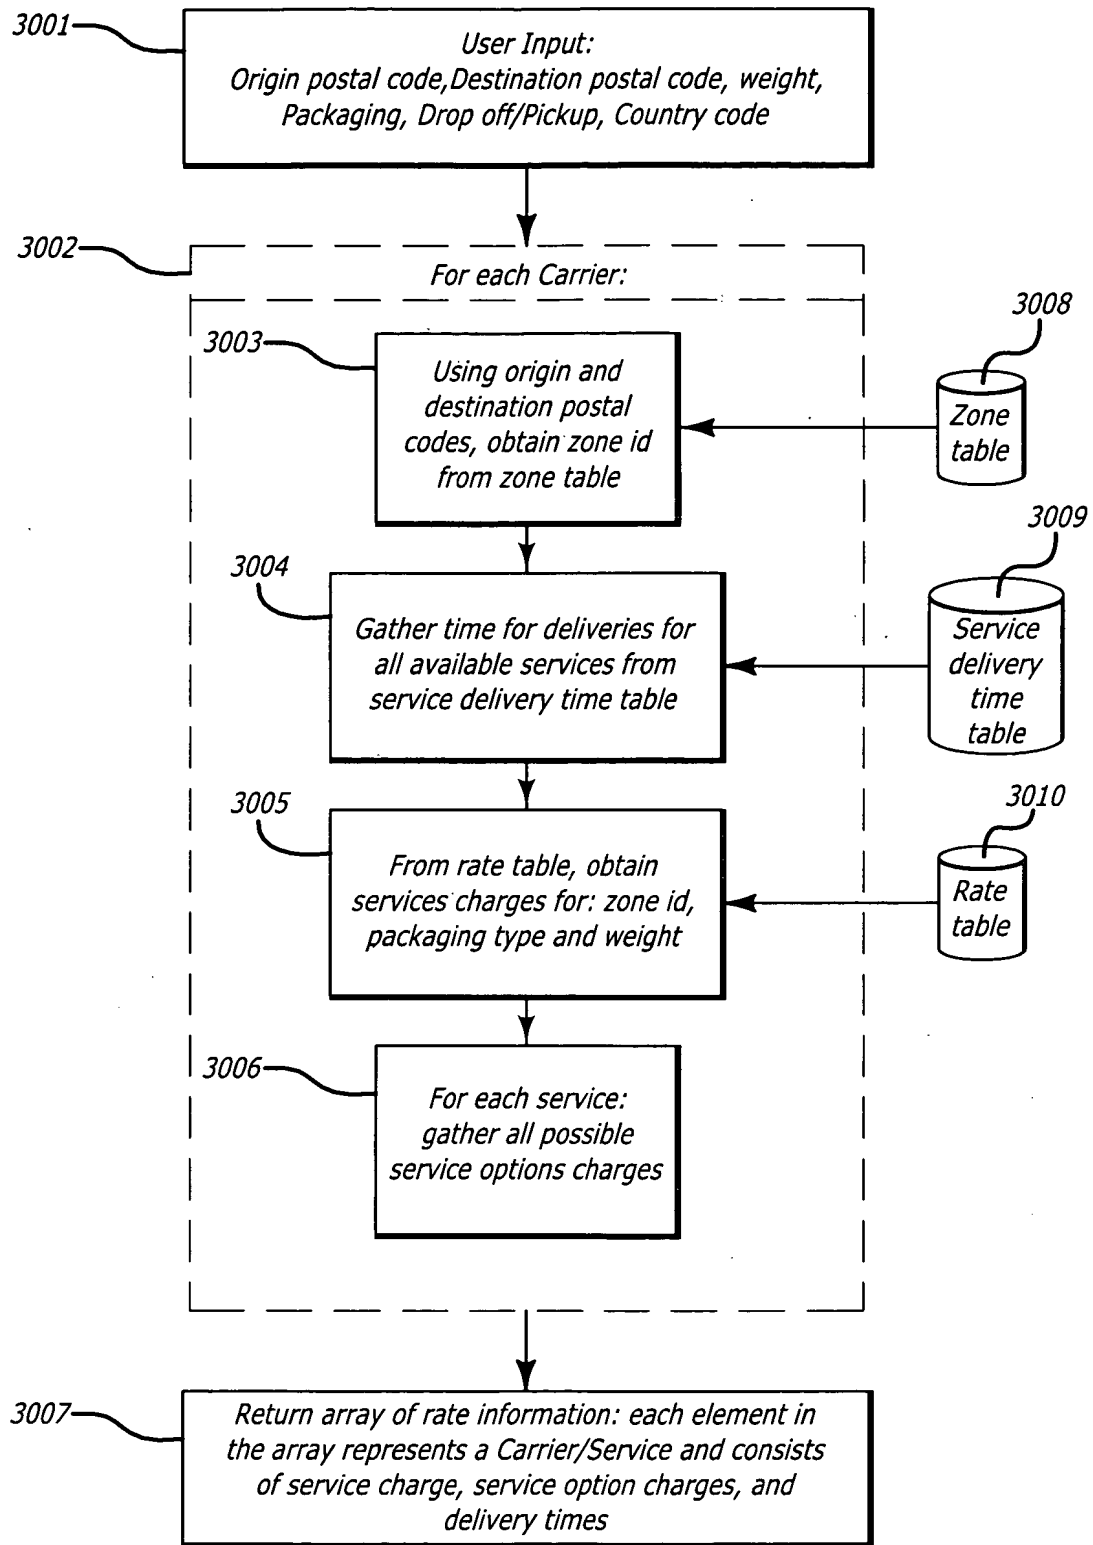 3001
User Input:
Origin postal code,Destination postal code, weight,
Packaging, Drop off/Pickup, Country code
3002
For each Carrier:
3003
Using origin and
destination postal
codes, obtain zone id
from zone table
3008
Zone
table
3004
Gather time for deliveries for
all available services from
service delivery time table
3009
Service
delivery
time
table
3005
From rate table, obtain
services charges for: zone id,
packaging type and weight
3010
Rate
table
3006
For each service:
gather all possible
service options charges
3007
Return array of rate information: each element in
the array represents a Carrier/Service and consists
of service charge, service option charges, and
delivery times